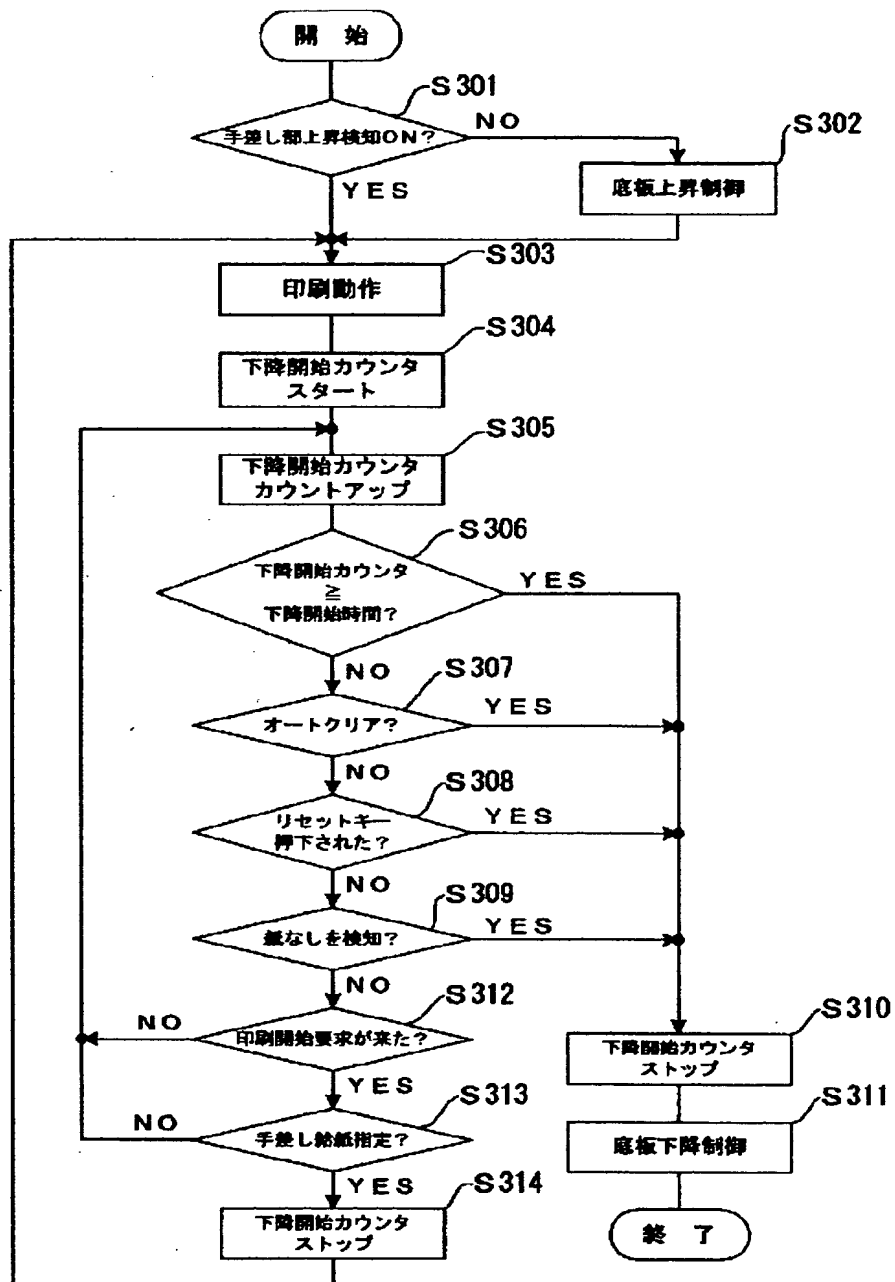 開 始
S301
手差し部上昇検知ON?
NO
S302
底板上昇制御
YES
S303
印刷動作
S304
下降開始カウンタ
スタート
S305
下降開始カウンタ
カウントアップ
S306
下降開始カウンタ
≧
下降開始時間?
YES
NO
S307
オートクリア?
YES
NO
S308
リセットキー
押下された?
YES
NO
S309
紙なしを検知?
YES
NO
S312
印刷開始要求が来た?
NO
S310
下降開始カウンタ
ストップ
YES
S313
手差し給紙指定?
NO
S311
底板下降制御
YES
S314
下降開始カウンタ
ストップ
終 了